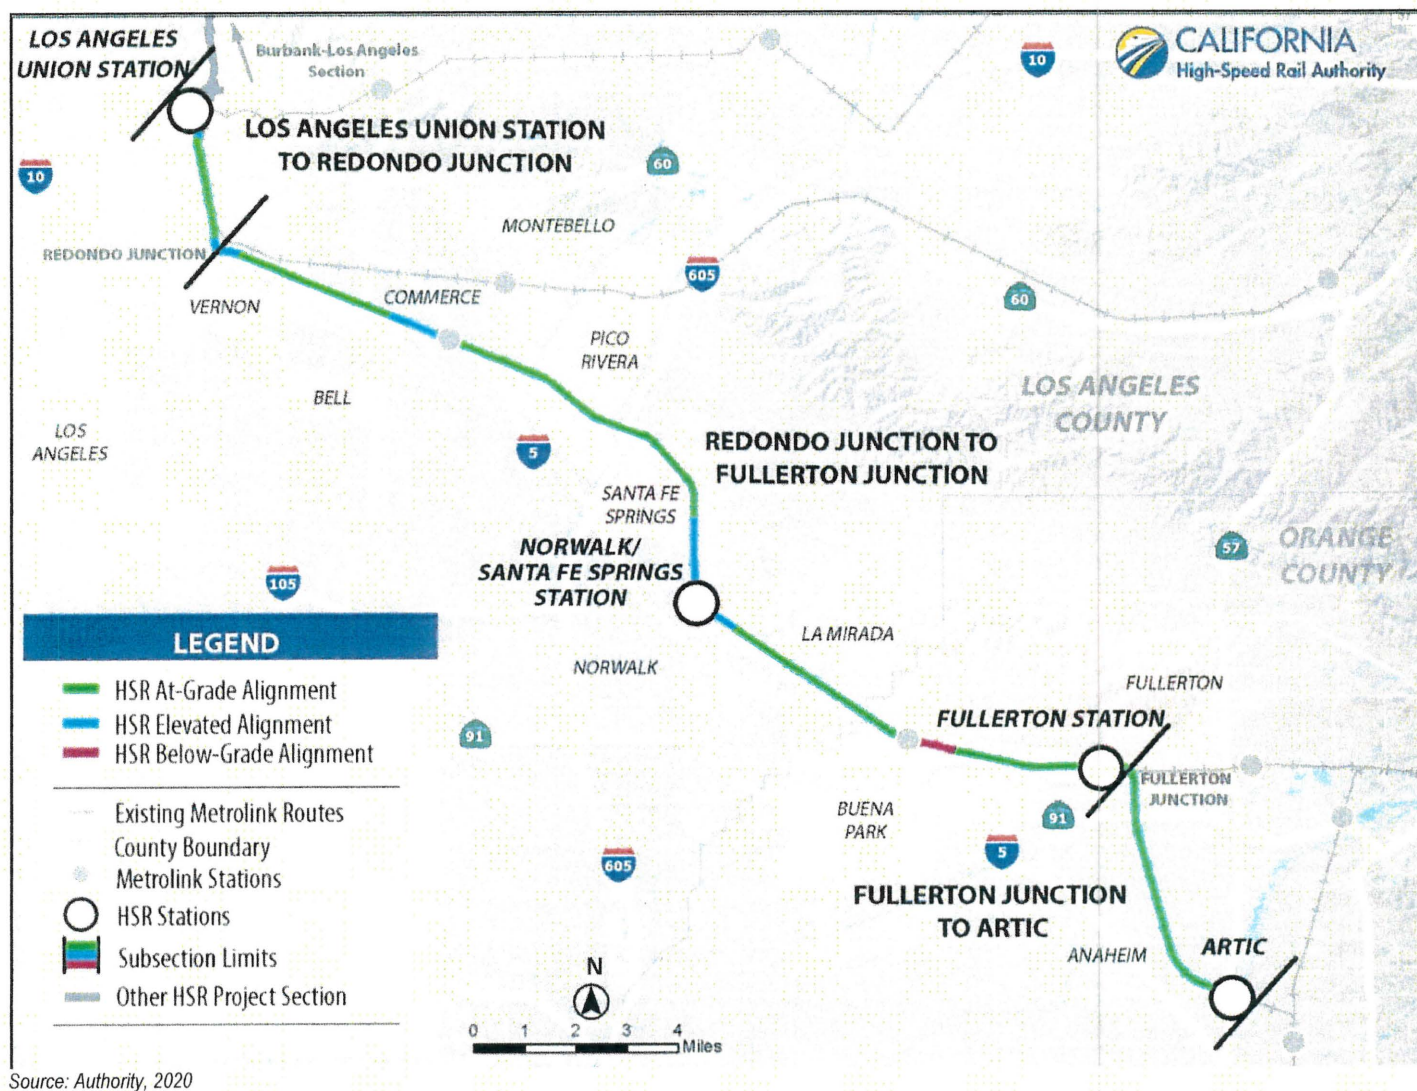 LOS ANGELES
UNION STATION
Burbank-Los Angeles
Section
10
CALIFORNIA
High-Speed Rail Authority
57
LOS ANGELES UNION STATION
TO REDONDO JUNCTION
60
10
MONTEBELLO
REDONDO JUNCTION
605
VERNON
COMMERCE
60
PICO
RIVERA
BELL
LOS ANGELES
COUNTY
LOS
ANGELES
5
REDONDO JUNCTION TO
FULLERTON JUNCTION
SANTA FE
SPRINGS
NORWALK/
SANTA FE SPRINGS
STATION
57
ORANGE
COUNTY
105
LA MIRADA
NORWALK
FULLERTON
91
FULLERTON STATION
FULLERTON
JUNCTION
BUENA
PARK
91
5
605
FULLERTON JUNCTION
TO ARTIC
ANAHEIM
ARTIC
LEGEND
HSR At-Grade Alignment
HSR Elevated Alignment
HSR Below-Grade Alignment
Existing Metrolink Routes
County Boundary
Metrolink Stations
HSR Stations
Subsection Limits
Other HSR Project Section
N
0 1 2 3 4
Miles
Source: Authority, 2020